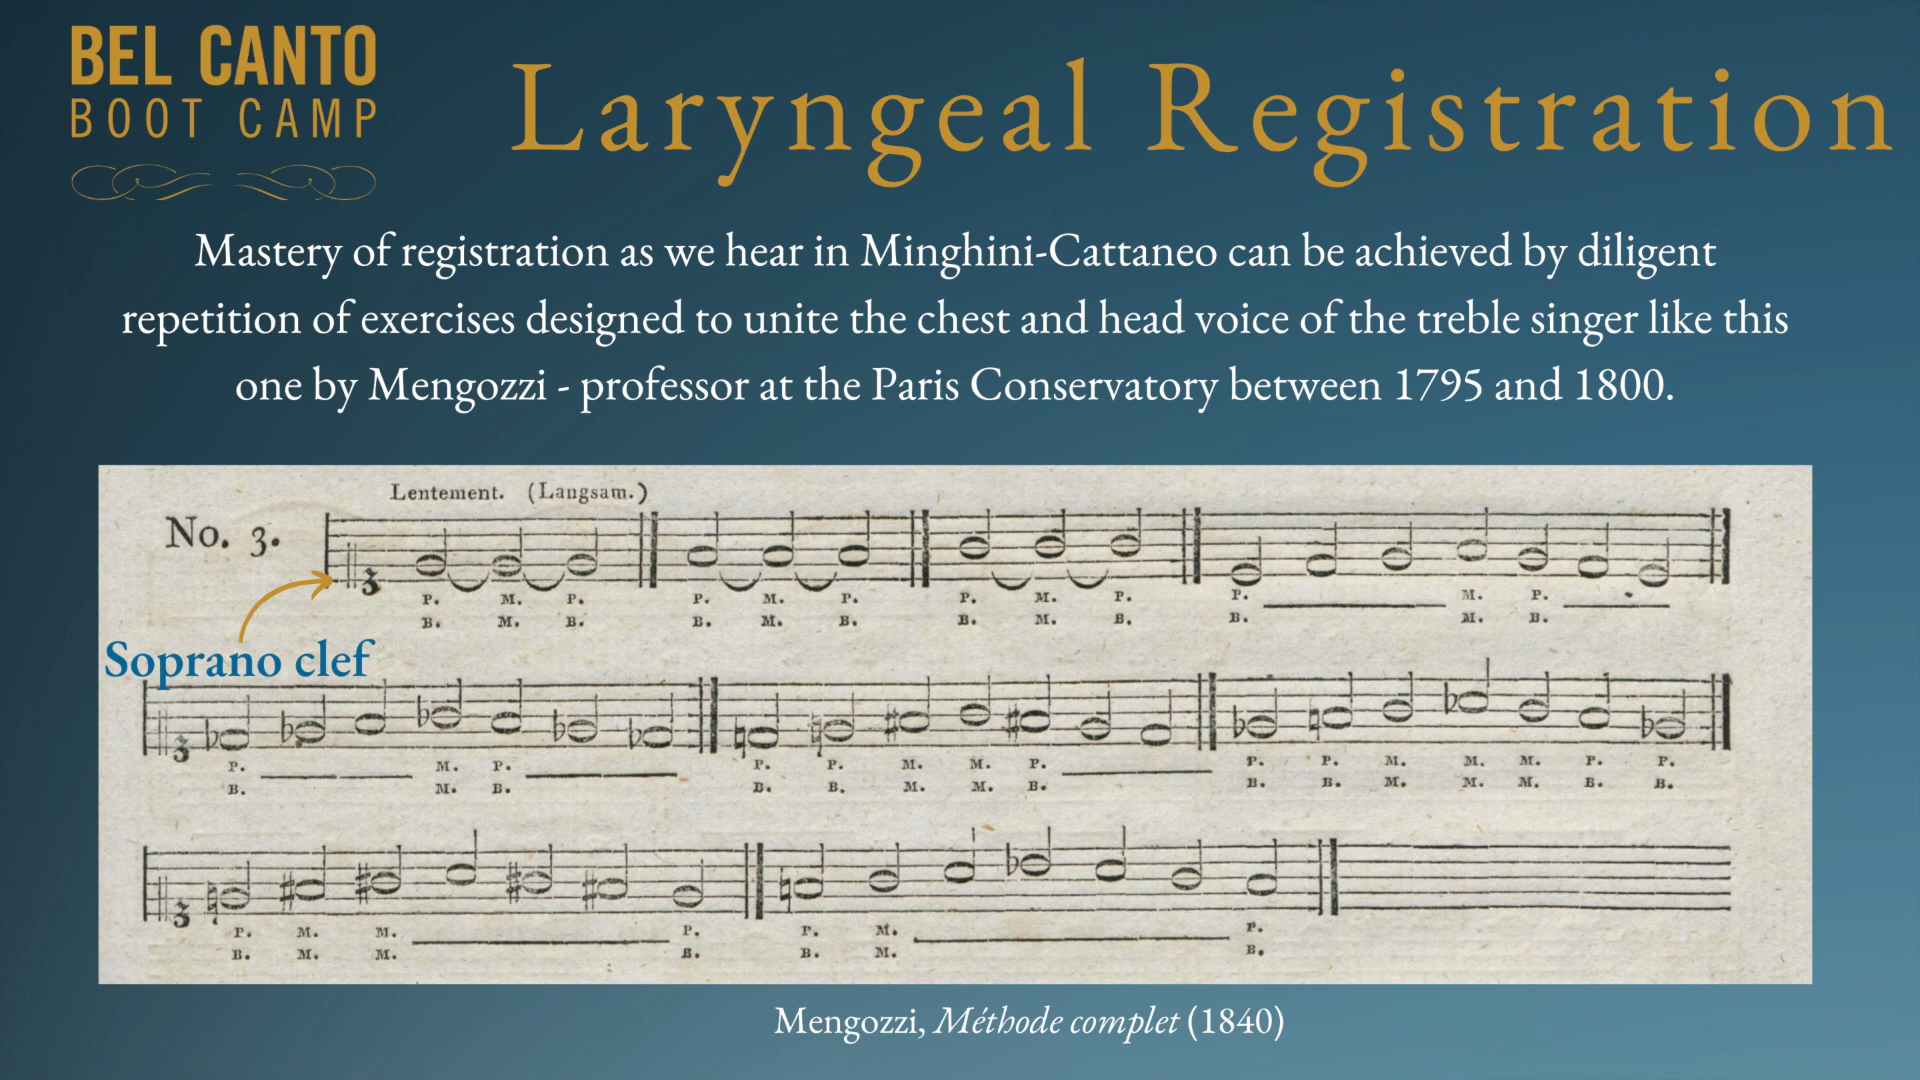 BEL CANTO
BOOT CAMP
Laryngeal Registration
Mastery of registration as we hear in Minghini-Cattaneo can be achieved by diligent
repetition of exercises designed to unite the chest and head voice of the treble singer like this
one by Mengozzi - professor at the Paris Conservatory between 1795 and 1800.
Lentement. (Langsam.)
No. 3.
3
P. M. P. P. M. P. P. M. P. P. M. P.
B. M. B. B. M. B. B. M. B. B. M. B.
Soprano clef
3
P. M. P. P. P. M. M. P. P. P. M. M. M. P. P.
B. M. B. B. B. M. M. B. B. B. M. M. M. B. B.
3
P. M. M. P. P. M. P.
B. M. M. B. B. M. B.
Mengozzi, Méthode complet (1840)